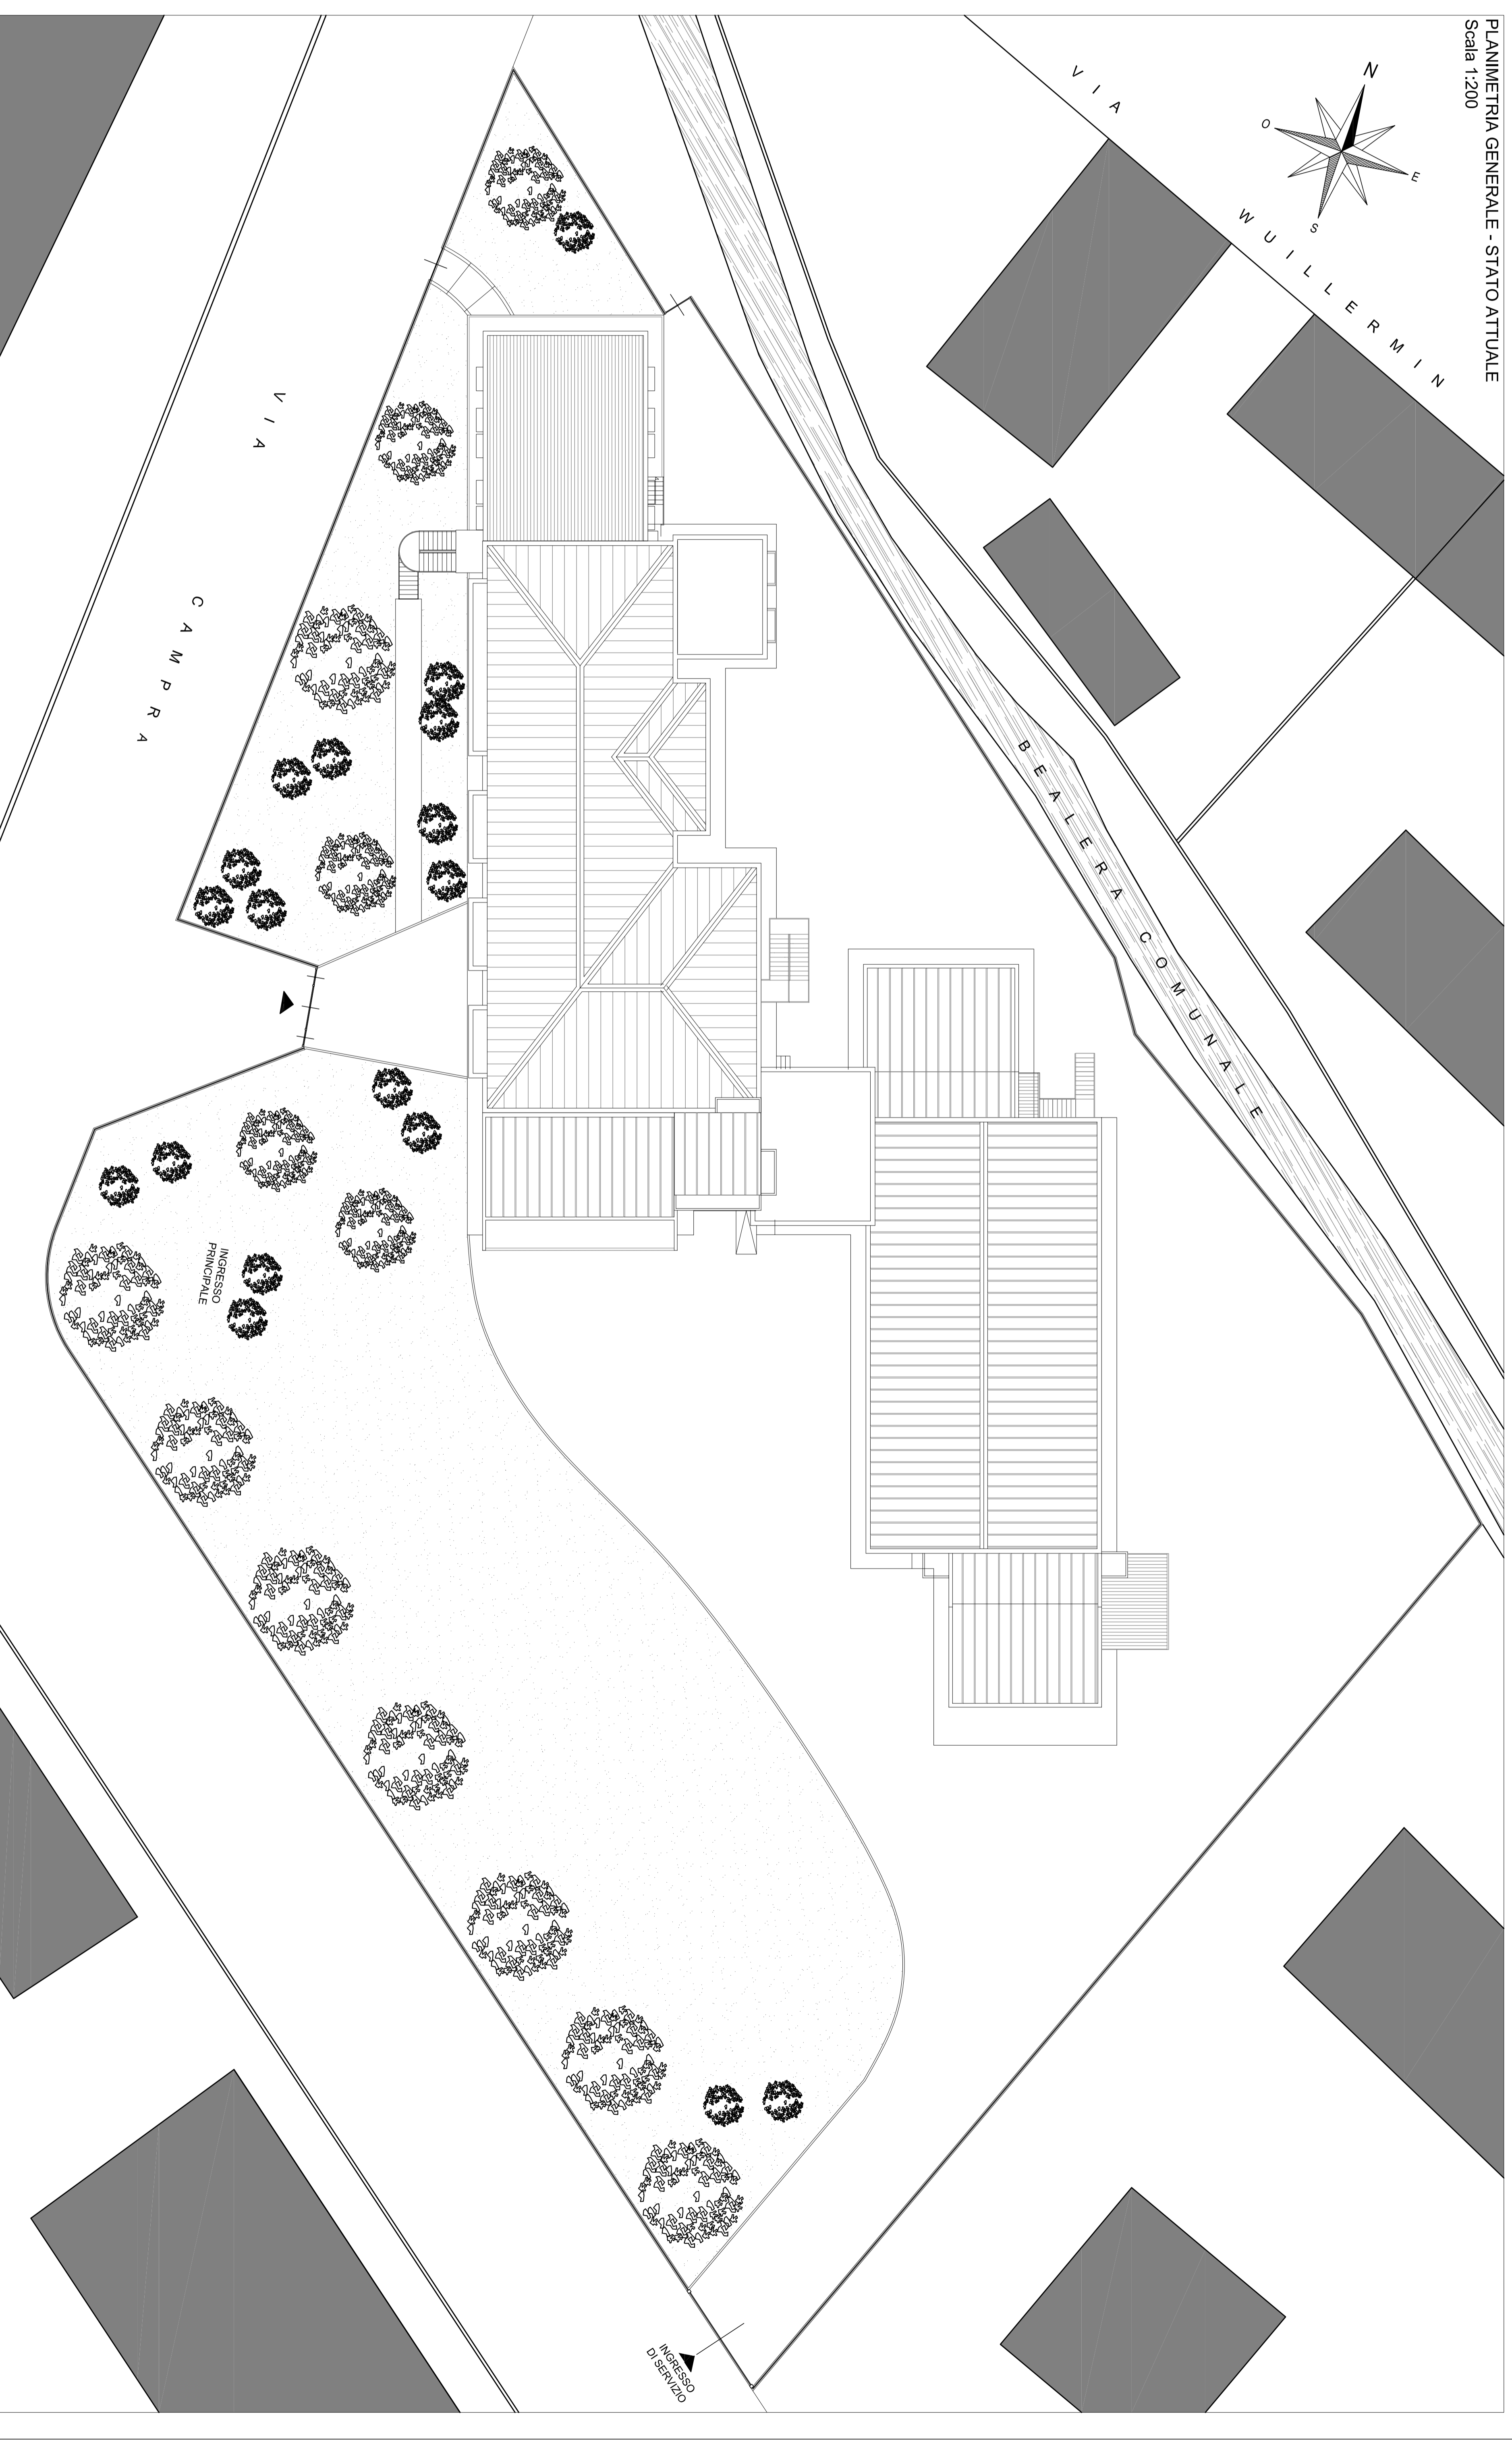 PLANIMETRIA GENERALE - STATO ATTUALE
Scala 1:200
N
O
E
S
VIA
WUILLERMIN
VIA
CAMPRA
BEALERA COMUNALE
INGRESSO
PRINCIPALE
INGRESSO
DI SERVIZIO